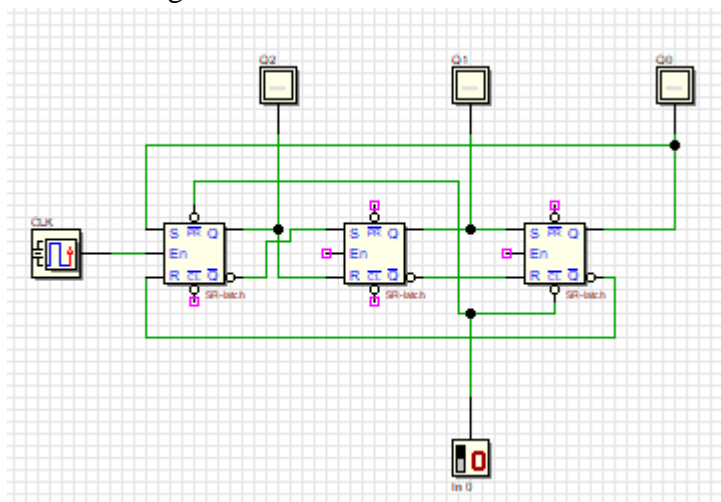 Q2 Q1 Q0
CLK
S PR Q
En
R CL Q
SR-latch
S PR Q
En
R CL Q
SR-latch
S PR Q
En
R CL Q
SR-latch
0
In 0